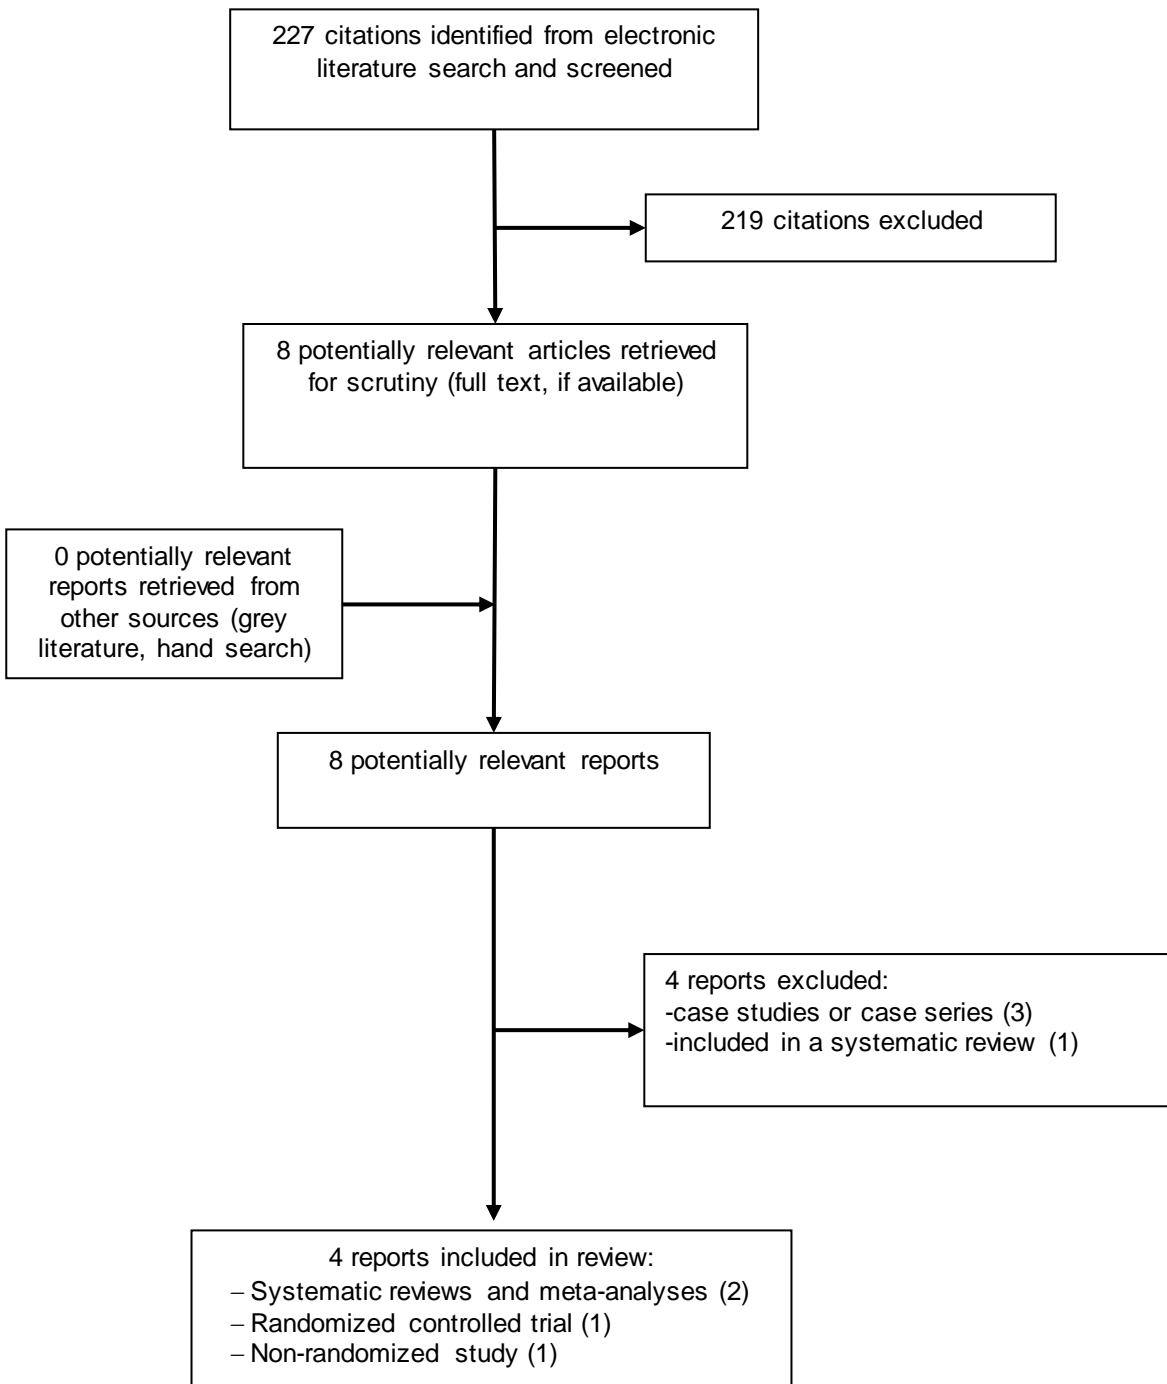 227 citations identified from electronic
literature search and screened
219 citations excluded
8 potentially relevant articles retrieved
for scrutiny (full text, if available)
0 potentially relevant
reports retrieved from
other sources (grey
literature, hand search)
8 potentially relevant reports
4 reports excluded:
-case studies or case series (3)
-included in a systematic review (1)
4 reports included in review:
– Systematic reviews and meta-analyses (2)
– Randomized controlled trial (1)
– Non-randomized study (1)